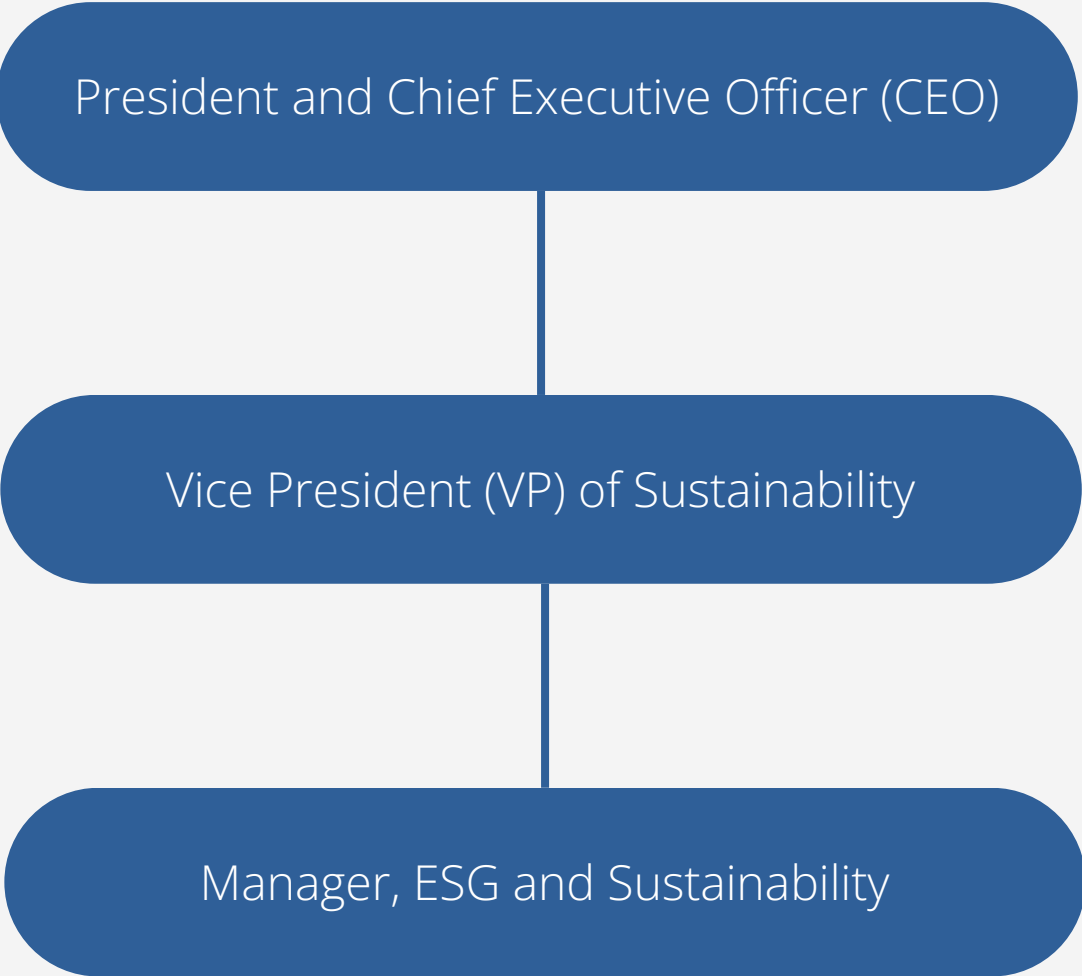 President and Chief Executive Officer (CEO)
Vice President (VP) of Sustainability
Manager, ESG and Sustainability